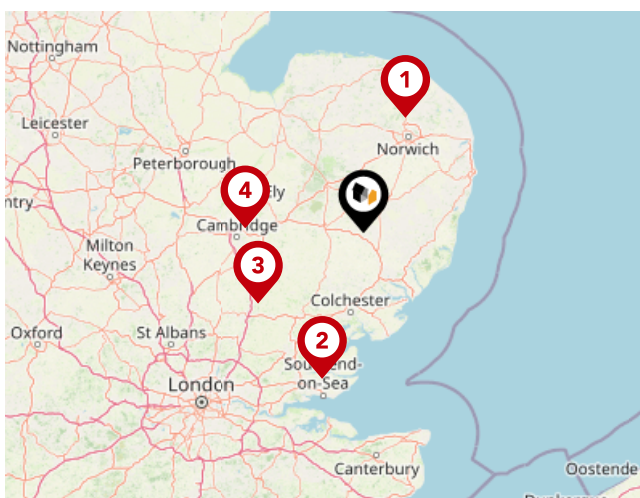 Nottingham
1
Leicester
Norwich
Peterborough
4
Ely
ntry
Cambridge
Milton
Keynes
3
Colchester
Oxford
St Albans
2
Southend-
on-Sea
London
Canterbury
Oostende